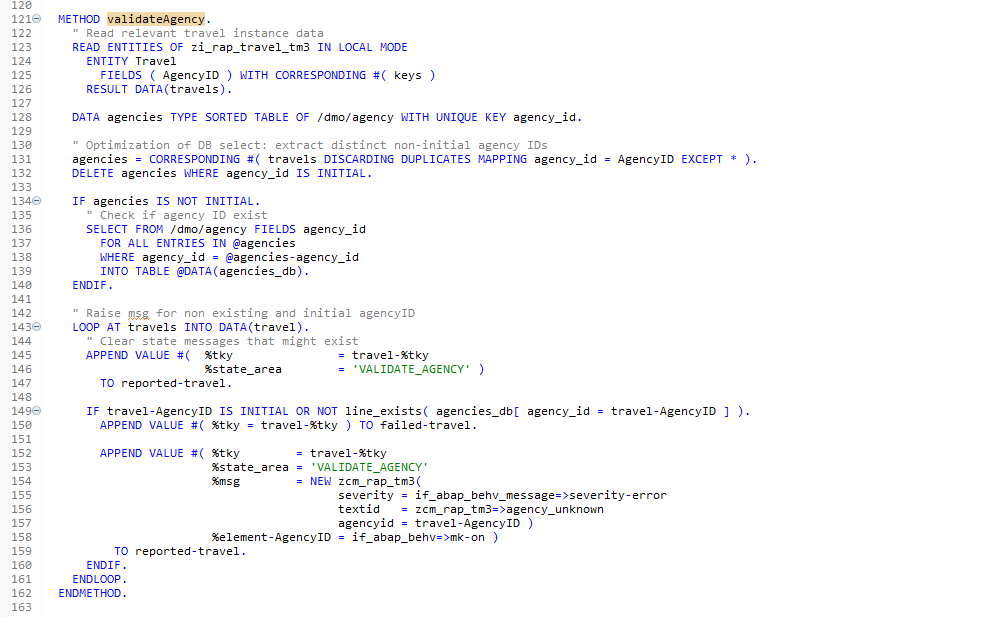 120
121 METHOD validateAgency.
122   " Read relevant travel instance data
123   READ ENTITIES OF zi_rap_travel_tm3 IN LOCAL MODE
124     ENTITY Travel
125       FIELDS ( AgencyID ) WITH CORRESPONDING #( keys )
126     RESULT DATA(travels).
127
128   DATA agencies TYPE SORTED TABLE OF /dmo/agency WITH UNIQUE KEY agency_id.
129
130   " Optimization of DB select: extract distinct non-initial agency IDs
131   agencies = CORRESPONDING #( travels DISCARDING DUPLICATES MAPPING agency_id = AgencyID EXCEPT * ).
132   DELETE agencies WHERE agency_id IS INITIAL.
133
134   IF agencies IS NOT INITIAL.
135     " Check if agency ID exist
136     SELECT FROM /dmo/agency FIELDS agency_id
137       FOR ALL ENTRIES IN @agencies
138       WHERE agency_id = @agencies-agency_id
139       INTO TABLE @DATA(agencies_db).
140   ENDIF.
141
142   " Raise msg for non existing and initial agencyID
143   LOOP AT travels INTO DATA(travel).
144     " Clear state messages that might exist
145     APPEND VALUE #(  %tky               = travel-%tky
146                      %state_area        = 'VALIDATE_AGENCY' )
147       TO reported-travel.
148
149     IF travel-AgencyID IS INITIAL OR NOT line_exists( agencies_db[ agency_id = travel-AgencyID ] ).
150       APPEND VALUE #( %tky = travel-%tky ) TO failed-travel.
151
152       APPEND VALUE #( %tky        = travel-%tky
153                       %state_area = 'VALIDATE_AGENCY'
154                       %msg        = NEW zcm_rap_tm3(
155                                         severity = if_abap_behv_message=>severity-error
156                                         textid   = zcm_rap_tm3=>agency_unknown
157                                         agencyid = travel-AgencyID )
158                       %element-AgencyID = if_abap_behv=>mk-on )
159         TO reported-travel.
160     ENDIF.
161   ENDLOOP.
162 ENDMETHOD.
163